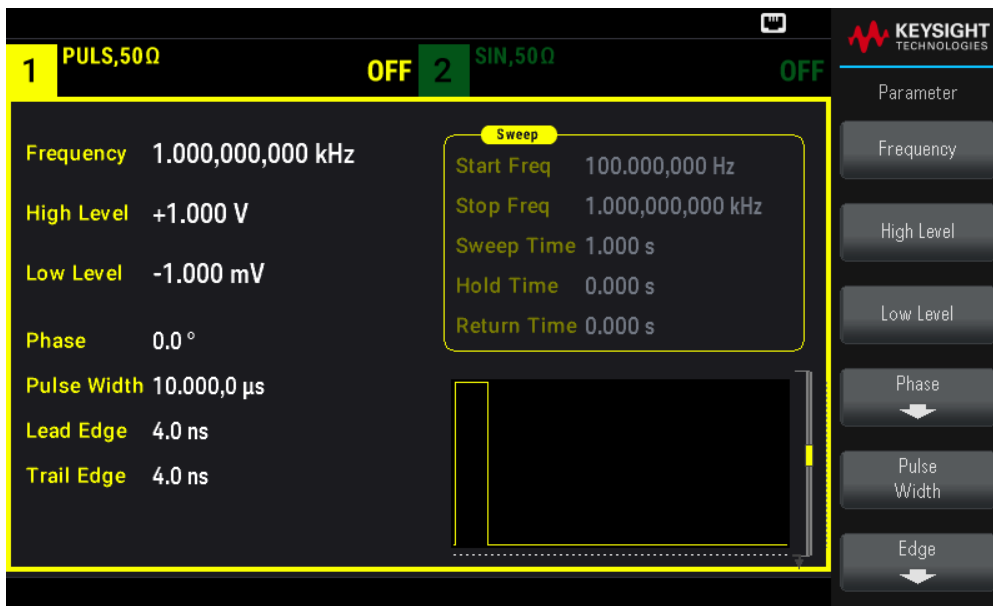 KEYSIGHT
TECHNOLOGIES
1 PULS,50Ω OFF 2 SIN,50Ω OFF
Parameter
Frequency 1.000,000,000 kHz
High Level +1.000 V
Low Level -1.000 mV
Phase 0.0 °
Pulse Width 10.000,0 µs
Lead Edge 4.0 ns
Trail Edge 4.0 ns
Sweep
Start Freq 100.000,000 Hz
Stop Freq 1.000,000,000 kHz
Sweep Time 1.000 s
Hold Time 0.000 s
Return Time 0.000 s
Frequency
High Level
Low Level
Phase
Pulse
Width
Edge